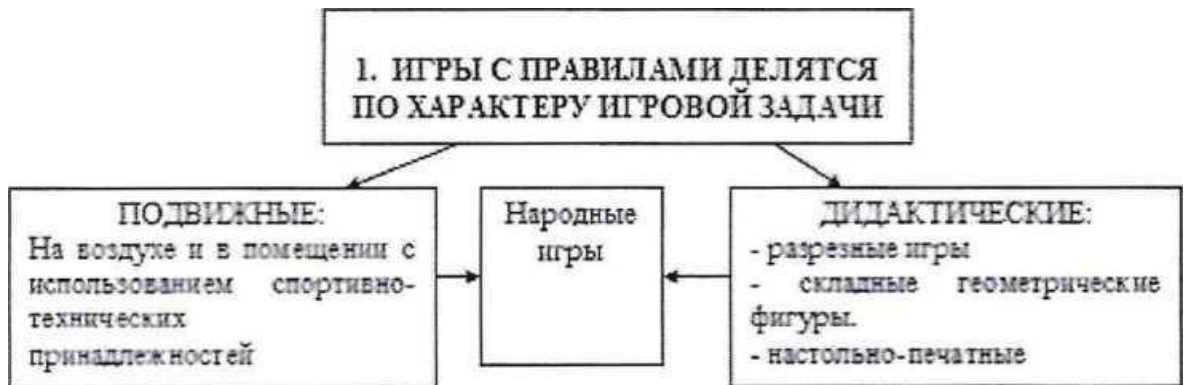 1. ИГРЫ С ПРАВИЛАМИ ДЕЛЯТСЯ
ПО ХАРАКТЕРУ ИГРОВОЙ ЗАДАЧИ
ПОДВИЖНЫЕ:
На воздухе и в помещении с
использованием спортивно-
технических
принадлежностей
Народные
игры
ДИДАКТИЧЕСКИЕ:
- разрезные игры
- складные геометрические
фигуры.
- настольно-печатные